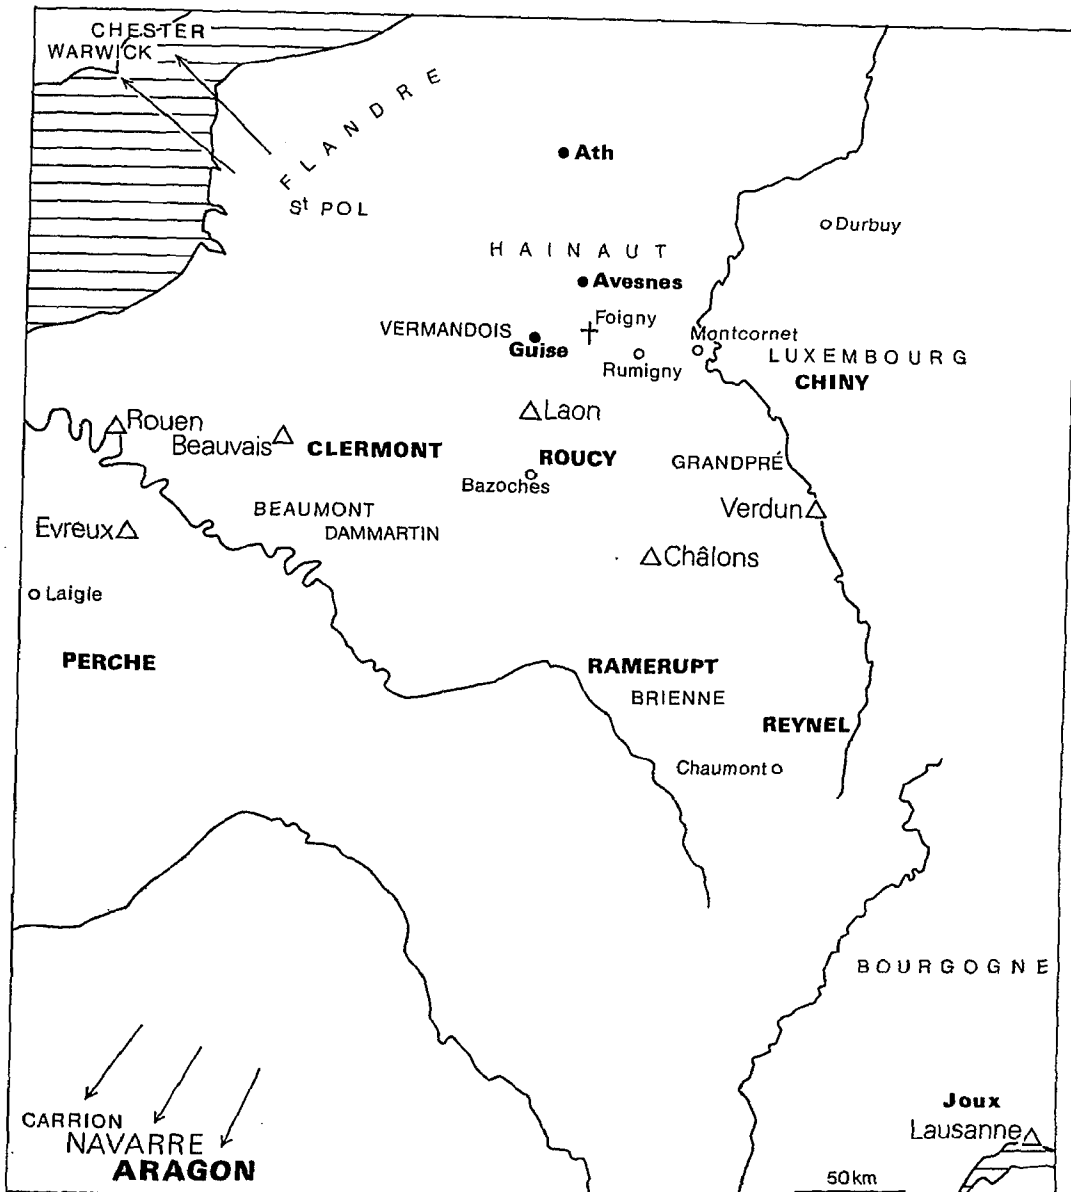 CHESTER
WARWICK
FLANDRE
St POL
Ath
Durbuy
HAINAUT
Avesnes
Foigny
VERMANDOIS
Guise
Montcornet
Rumigny
LUXEMBOURG
CHINY
Rouen
Beauvais
CLERMONT
Laon
ROUCY
Bazoches
GRANDPRÉ
Verdun
BEAUMONT
DAMMARTIN
Evreux
Châlons
Laigle
PERCHE
RAMERUPT
BRIENNE
REYNEL
Chaumont
BOURGOGNE
CARRION
NAVARRE
ARAGON
Joux
Lausanne
50km